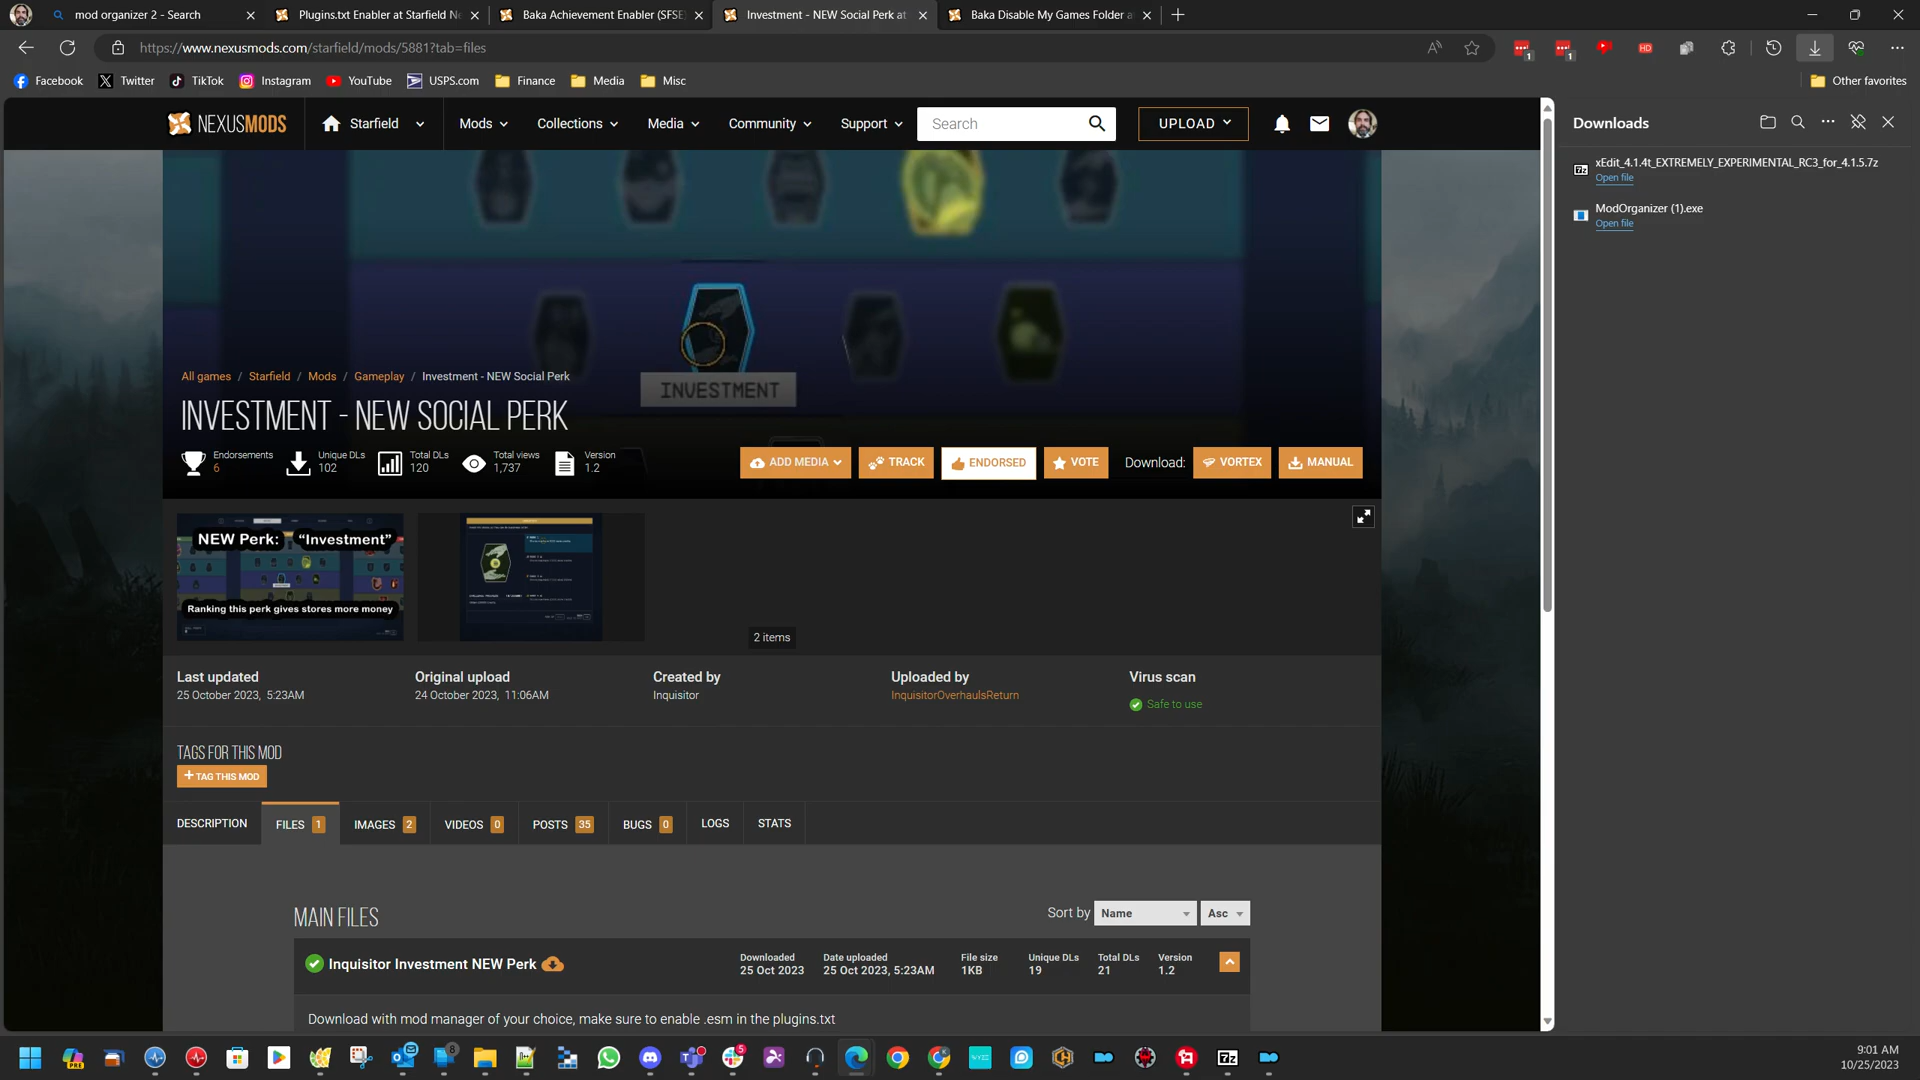 mod organizer 2 - Search
Plugins.txt Enabler at Starfield Ne
Baka Achievement Enabler (SFSE)
Investment - NEW Social Perk at
Baka Disable My Games Folder a
https://www.nexusmods.com/starfield/mods/5881?tab=files
1
1
HD
Facebook
Twitter
TikTok
Instagram
YouTube
USPS.com
Finance
Media
Misc
Other favorites
NEXUSMODS
Starfield
Mods
Collections
Media
Community
Support
Search
UPLOAD
Downloads
xEdit_4.1.4t_EXTREMELY_EXPERIMENTAL_RC3_for_4.1.5.7z
Open file
ModOrganizer (1).exe
Open file
All games / Starfield / Mods / Gameplay / Investment - NEW Social Perk
INVESTMENT
INVESTMENT - NEW SOCIAL PERK
Endorsements
6
Unique DLs
102
Total DLs
120
Total views
1,737
Version
1.2
ADD MEDIA
TRACK
ENDORSED
VOTE
Download:
VORTEX
MANUAL
NEW Perk: “Investment”
Ranking this perk gives stores more money
2 items
Last updated
25 October 2023, 5:23AM
Original upload
24 October 2023, 11:06AM
Created by
Inquisitor
Uploaded by
InquisitorOverhaulsReturn
Virus scan
Safe to use
TAGS FOR THIS MOD
+ TAG THIS MOD
DESCRIPTION
FILES 1
IMAGES 2
VIDEOS 0
POSTS 35
BUGS 0
LOGS
STATS
MAIN FILES
Sort by
Name
Asc
Inquisitor Investment NEW Perk
Downloaded
25 Oct 2023
Date uploaded
25 Oct 2023, 5:23AM
File size
1KB
Unique DLs
19
Total DLs
21
Version
1.2
Download with mod manager of your choice, make sure to enable .esm in the plugins.txt
PRE
8
5
WYZE
7z
9:01 AM
10/25/2023